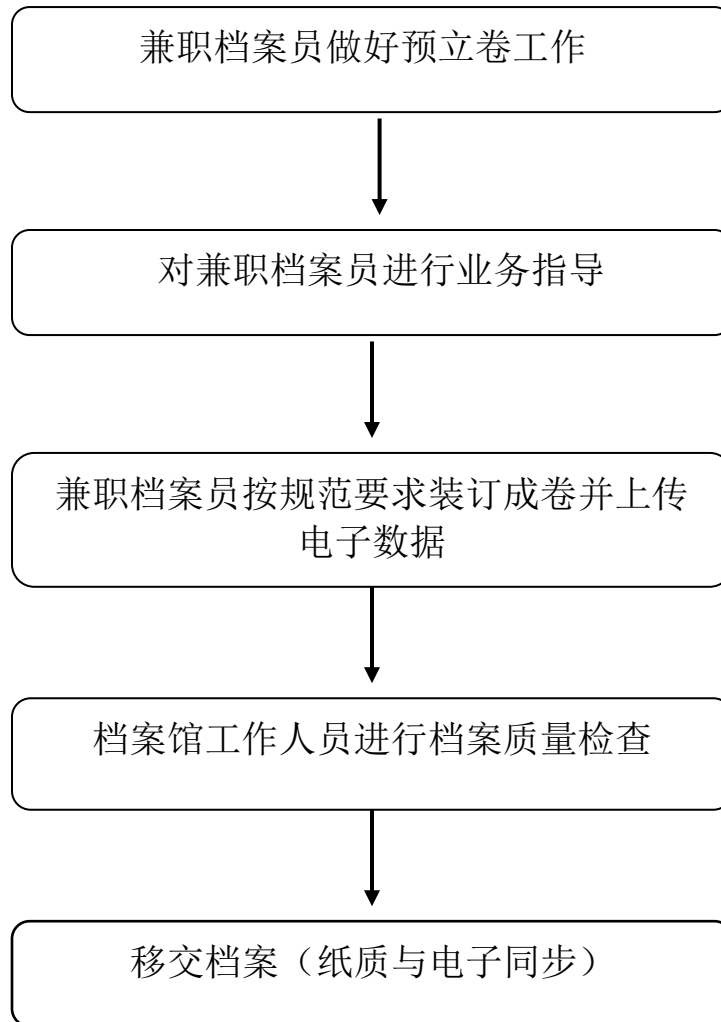 兼职档案员做好预立卷工作
对兼职档案员进行业务指导
兼职档案员按规范要求装订成卷并上传
电子数据
档案馆工作人员进行档案质量检查
移交档案（纸质与电子同步）